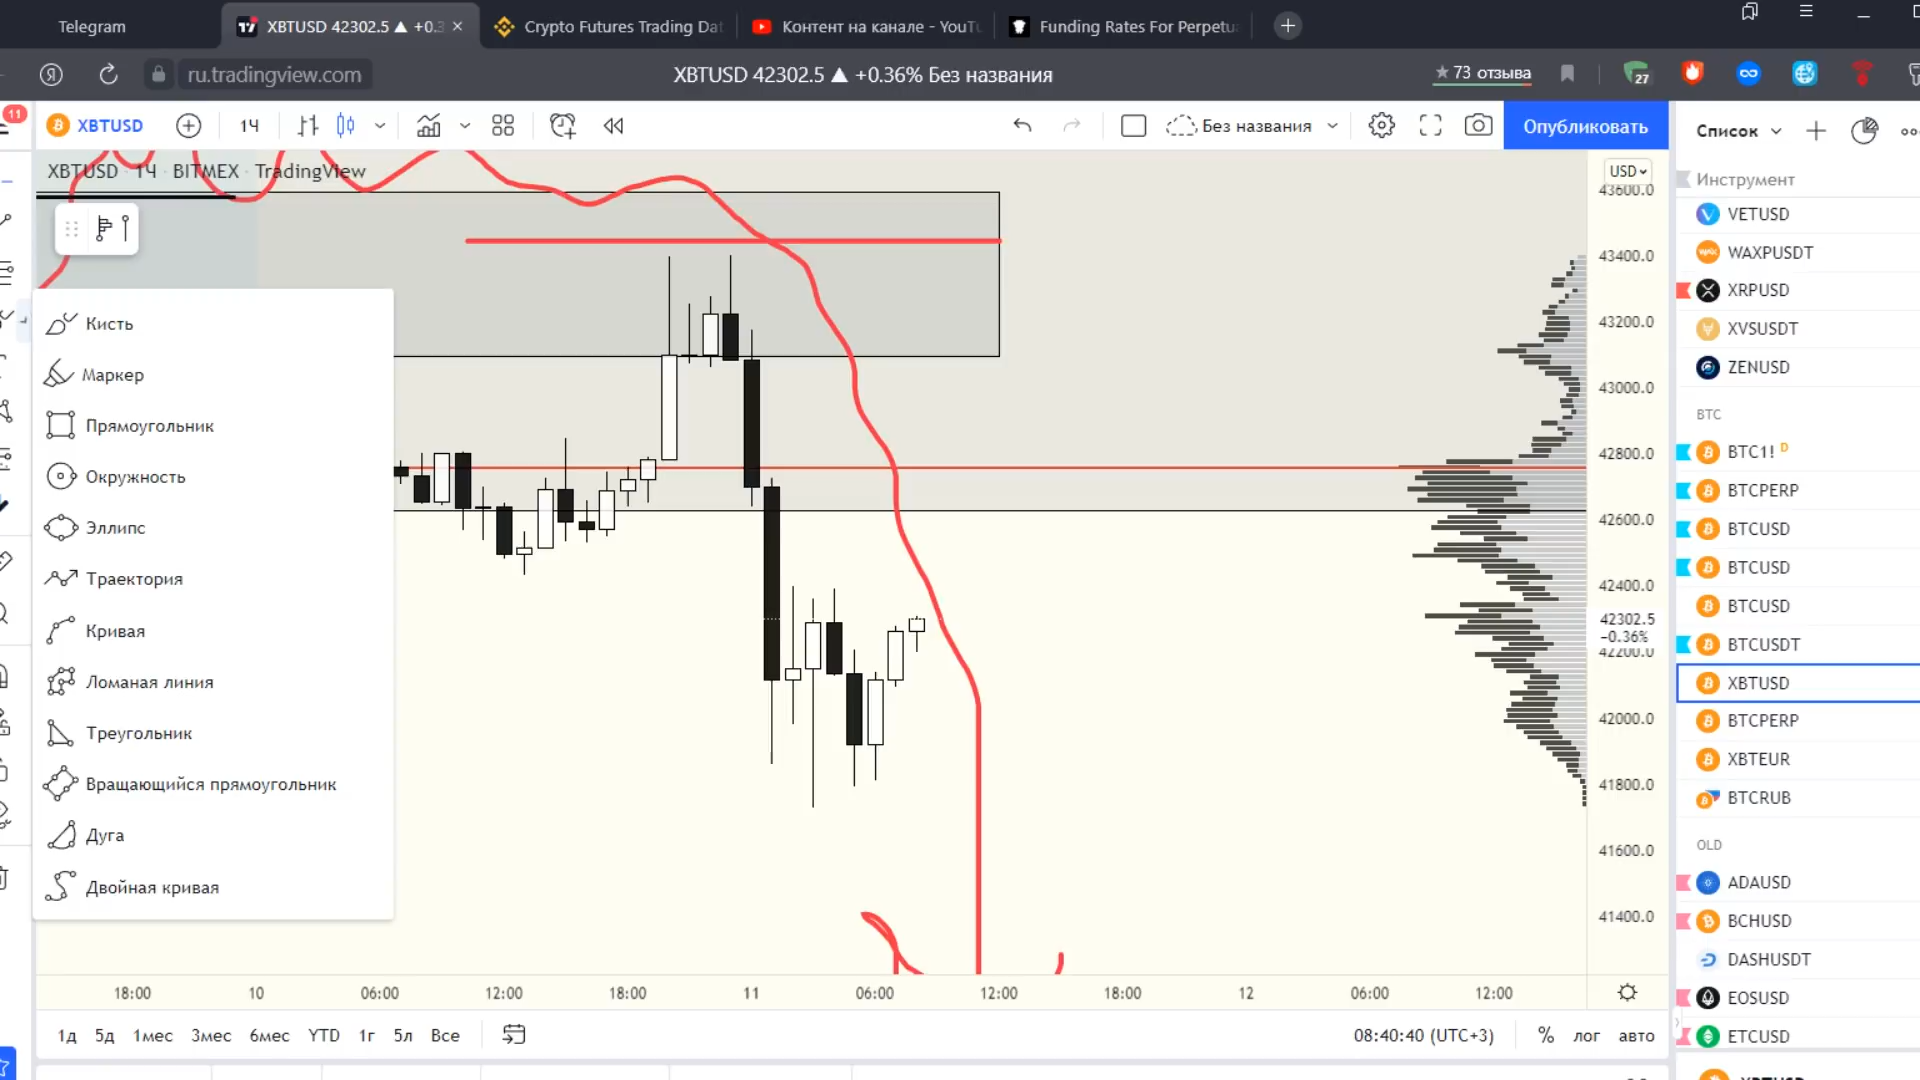 Telegram
XBTUSD 42302.5 ▲ +0.3
Crypto Futures Trading Dat
Контент на канале - YouTu
Funding Rates For Perpetu
ru.tradingview.com
XBTUSD 42302.5 ▲ +0.36% Без названия
★ 73 отзыва
27
11
XBTUSD
1Ч
Без названия
Опубликовать
Список
XBTUSD · 1Ч · BITMEX · TradingView
USD
Инструмент
Кисть
Маркер
Прямоугольник
Окружность
Эллипс
Траектория
Кривая
Ломаная линия
Треугольник
Вращающийся прямоугольник
Дуга
Двойная кривая
43600.0
43400.0
43200.0
43000.0
42800.0
42600.0
42400.0
42302.5
−0.36%
42200.0
42000.0
41800.0
41600.0
41400.0
VETUSD
WAXPUSDT
XRPUSD
XVSUSDT
ZENUSD
BTC
BTC1! D
BTCPERP
BTCUSD
BTCUSD
BTCUSD
BTCUSDT
XBTUSD
BTCPERP
XBTEUR
BTCRUB
OLD
ADAUSD
BCHUSD
DASHUSDT
EOSUSD
ETCUSD
18:00 10 06:00 12:00 18:00 11 06:00 12:00 18:00 12 06:00 12:00
1д 5д 1мес 3мес 6мес YTD 1г 5л Все
08:40:40 (UTC+3) % лог авто
XBTUSD